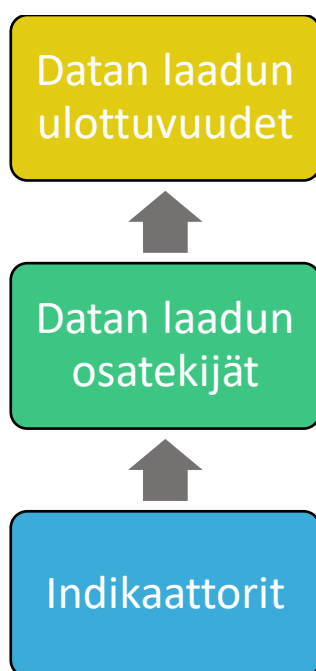 Datan laadun
ulottuvuudet
Datan laadun
osatekijät
Indikaattorit